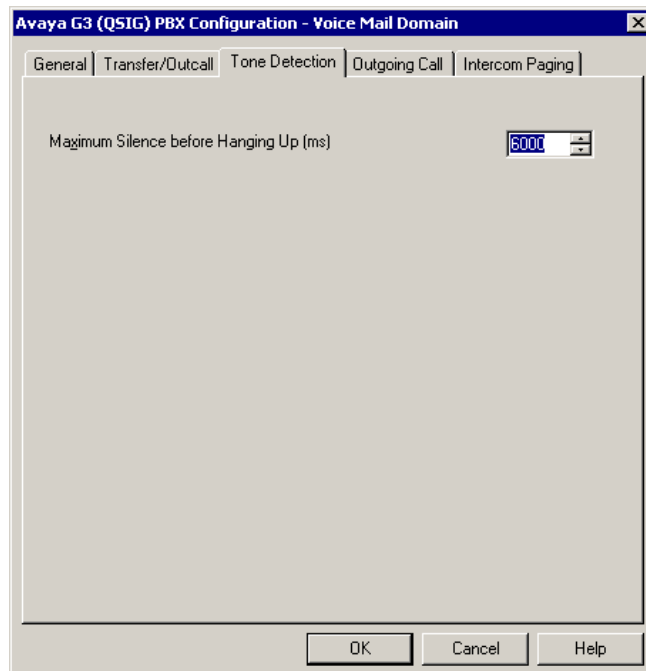 Avaya G3 (QSIG) PBX Configuration - Voice Mail Domain
General Transfer/Outcall Tone Detection Outgoing Call Intercom Paging
Maximum Silence before Hanging Up (ms) 6000
OK Cancel Help